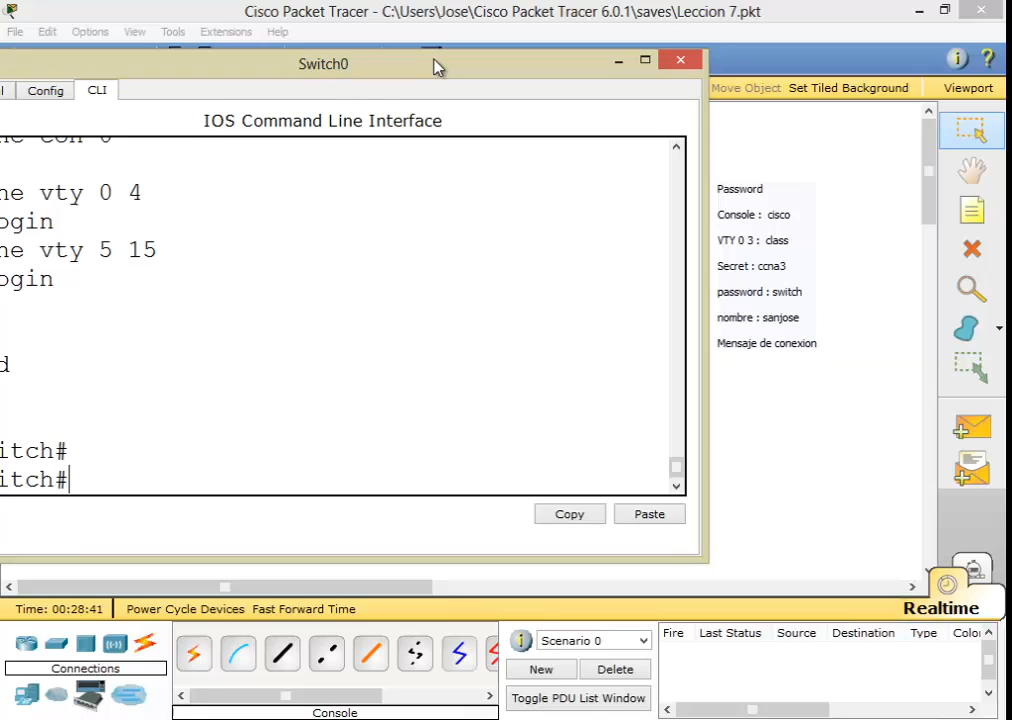 Cisco Packet Tracer - C:\Users\Jose\Cisco Packet Tracer 6.0.1\saves\Leccion 7.pkt
File Edit Options View Tools Extensions Help
Switch0
Move Object Set Tiled Background Viewport
Config CLI
IOS Command Line Interface
ne con 0
ne vty 0 4
ogin
ne vty 5 15
ogin
d
itch#
itch#
Copy Paste
Password
Console : cisco
VTY 0 3 : class
Secret : ccna3
password : switch
nombre : sanjose
Mensaje de conexion
Time: 00:28:41 Power Cycle Devices Fast Forward Time
Realtime
Connections
Console
Scenario 0
New Delete
Toggle PDU List Window
Fire Last Status Source Destination Type Color